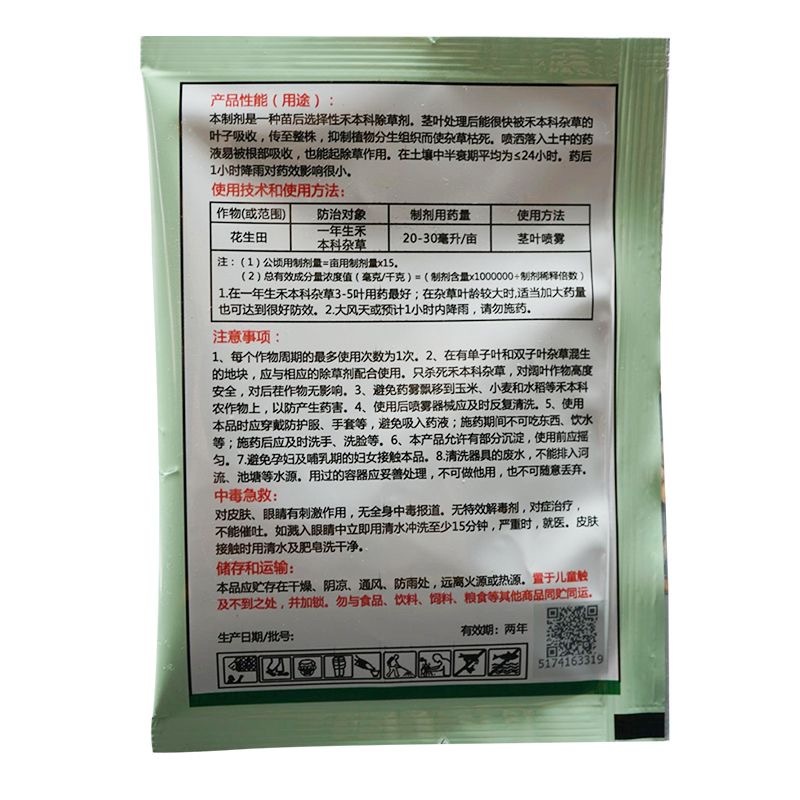 产品性能（用途）：
本制剂是一种苗后选择性禾本科除草剂。茎叶处理后能很快被禾本科杂草的
叶子吸收，传至整株，抑制植物分生组织而使杂草枯死。喷洒落入土中的药
液易被根部吸收，也能起除草作用。在土壤中半衰期平均为≤24小时。药后
1小时降雨对药效影响很小。
使用技术和使用方法：
作物(或范围) 防治对象 制剂用药量 使用方法
花生田 一年生禾本科杂草 20-30毫升/亩 茎叶喷雾
注：（1）公顷用制剂量=亩用制剂量x15。
（2）总有效成分量浓度值（毫克/千克）=（制剂含量x1000000÷制剂稀释倍数）
1.在一年生禾本科杂草3-5叶用药最好；在杂草叶龄较大时,适当加大药量
也可达到很好防效。2.大风天或预计1小时内降雨，请勿施药。
注意事项：
1、每个作物周期的最多使用次数为1次。2、在有单子叶和双子叶杂草混生
的地块，应与相应的除草剂配合使用。只杀死禾本科杂草，对阔叶作物高度
安全，对后茬作物无影响。3、避免药雾飘移到玉米、小麦和水稻等禾本科
农作物上，以防产生药害。4、使用后喷雾器械应及时反复清洗。5、使用
本品时应穿戴防护服、手套等，避免吸入药液；施药期间不可吃东西、饮水
等；施药后应及时洗手、洗脸等。6、本产品允许有部分沉淀，使用前应摇
匀。7.避免孕妇及哺乳期的妇女接触本品。8.清洗器具的废水，不能排入河
流、池塘等水源。用过的容器应妥善处理，不可做他用，也不可随意丢弃。
中毒急救：
对皮肤、眼睛有刺激作用，无全身中毒报道。无特效解毒剂，对症治疗，
不能催吐。如溅入眼睛中立即用清水冲洗至少15分钟，严重时，就医。皮肤
接触时用清水及肥皂洗干净。
储存和运输：
本品应贮存在干燥、阴凉、通风、防雨处，远离火源或热源。置于儿童触
及不到之处，并加锁。勿与食品、饮料、饲料、粮食等其他商品同贮同运。
生产日期/批号： 有效期：两年
5174163319